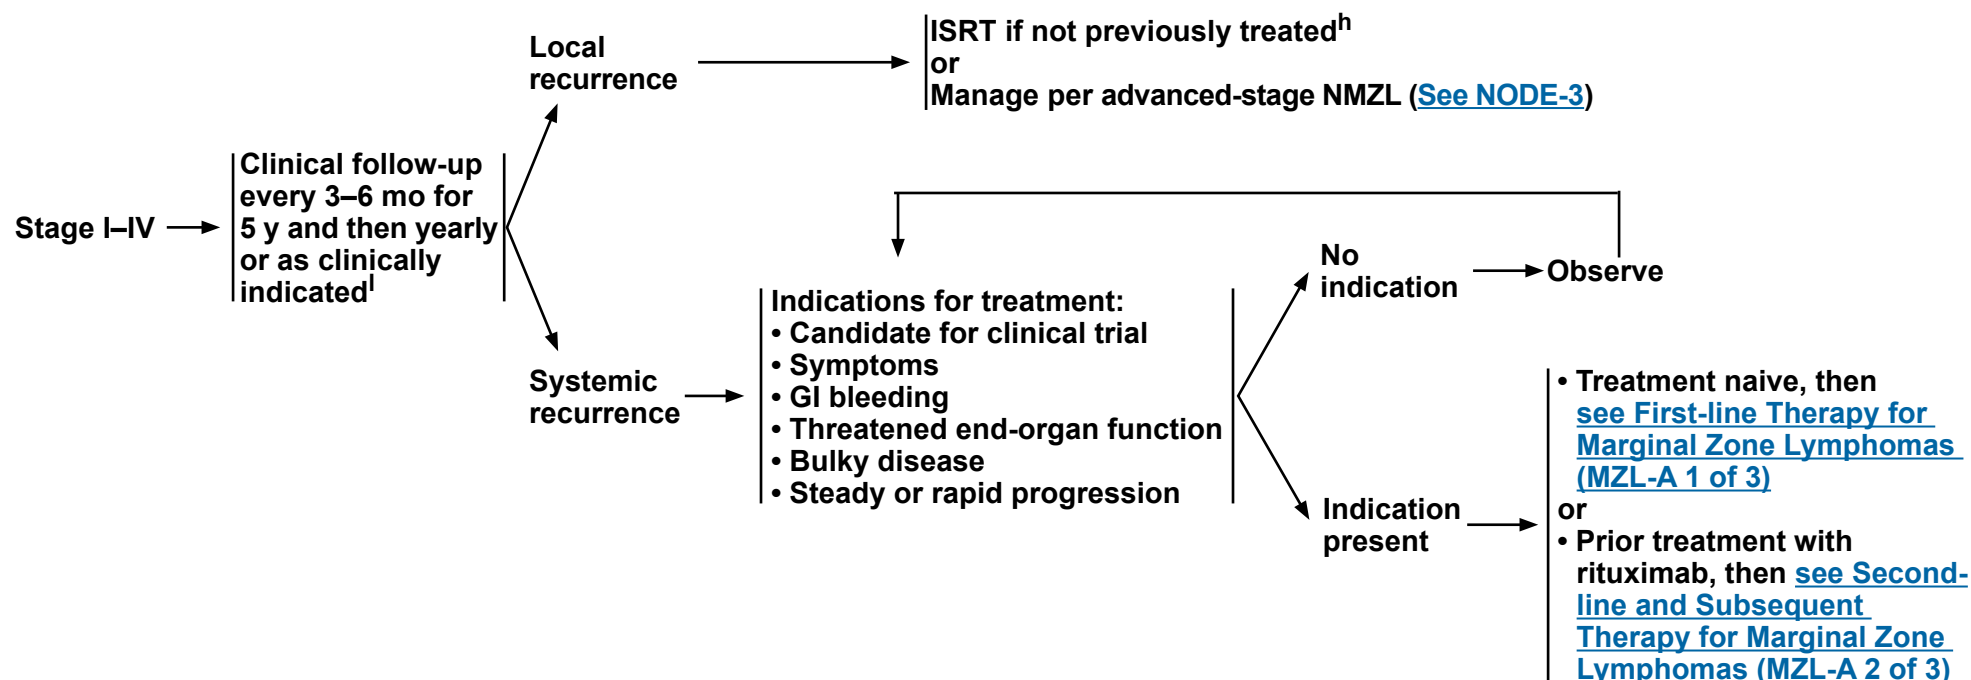 Stage I–IV
Clinical follow-up
every 3–6 mo for
5 y and then yearly
or as clinically
indicatedˡ
Local
recurrence
ISRT if not previously treatedʰ
or
Manage per advanced-stage NMZL (See NODE-3)
Systemic
recurrence
Indications for treatment:
• Candidate for clinical trial
• Symptoms
• GI bleeding
• Threatened end-organ function
• Bulky disease
• Steady or rapid progression
No
indication
Observe
Indication
present
• Treatment naive, then
see First-line Therapy for
Marginal Zone Lymphomas
(MZL-A 1 of 3)
or
• Prior treatment with
rituximab, then see Second-
line and Subsequent
Therapy for Marginal Zone
Lymphomas (MZL-A 2 of 3)